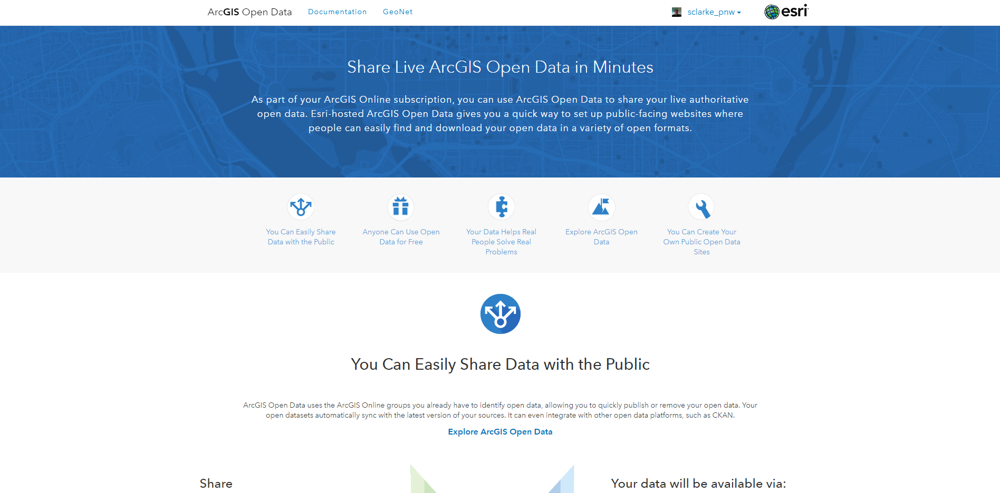 ArcGIS Open Data Documentation GeoNet sclarke_pnw esri
Share Live ArcGIS Open Data in Minutes
As part of your ArcGIS Online subscription, you can use ArcGIS Open Data to share your live authoritative
open data. Esri-hosted ArcGIS Open Data gives you a quick way to set up public-facing websites where
people can easily find and download your open data in a variety of open formats.
You Can Easily Share
Data with the Public
Anyone Can Use Open
Data for Free
Your Data Helps Real
People Solve Real
Problems
Explore ArcGIS Open
Data
You Can Create Your
Own Public Open Data
Sites
You Can Easily Share Data with the Public
ArcGIS Open Data uses the ArcGIS Online groups you already have to identify open data, allowing you to quickly publish or remove your open data. Your
open datasets automatically sync with the latest version of your sources. It can even integrate with other open data platforms, such as CKAN.
Explore ArcGIS Open Data
Share
Your data will be available via: